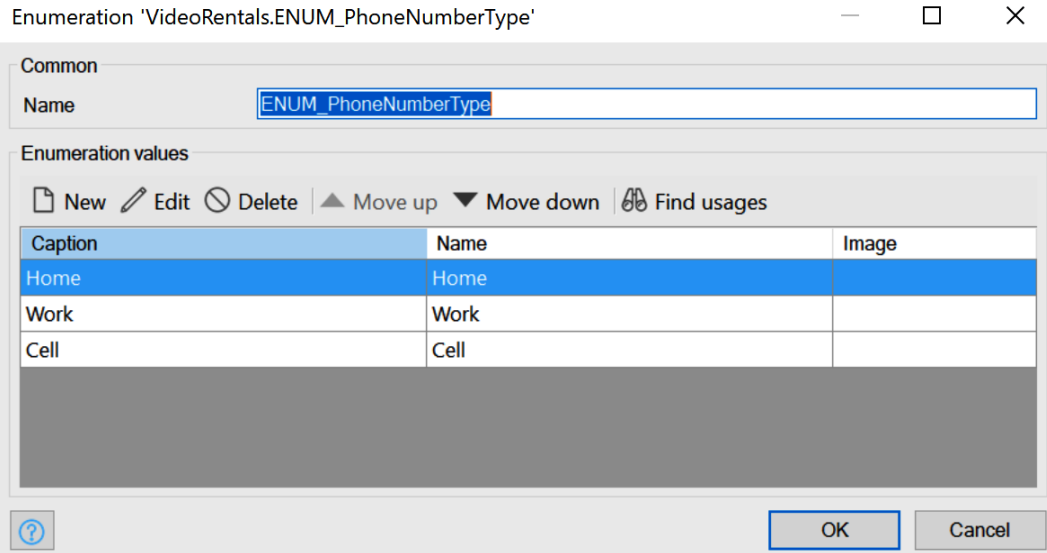 Enumeration 'VideoRentals.ENUM_PhoneNumberType'
Common
Name ENUM_PhoneNumberType
Enumeration values
New Edit Delete Move up Move down Find usages
Caption Name Image
Home Home
Work Work
Cell Cell
? OK Cancel